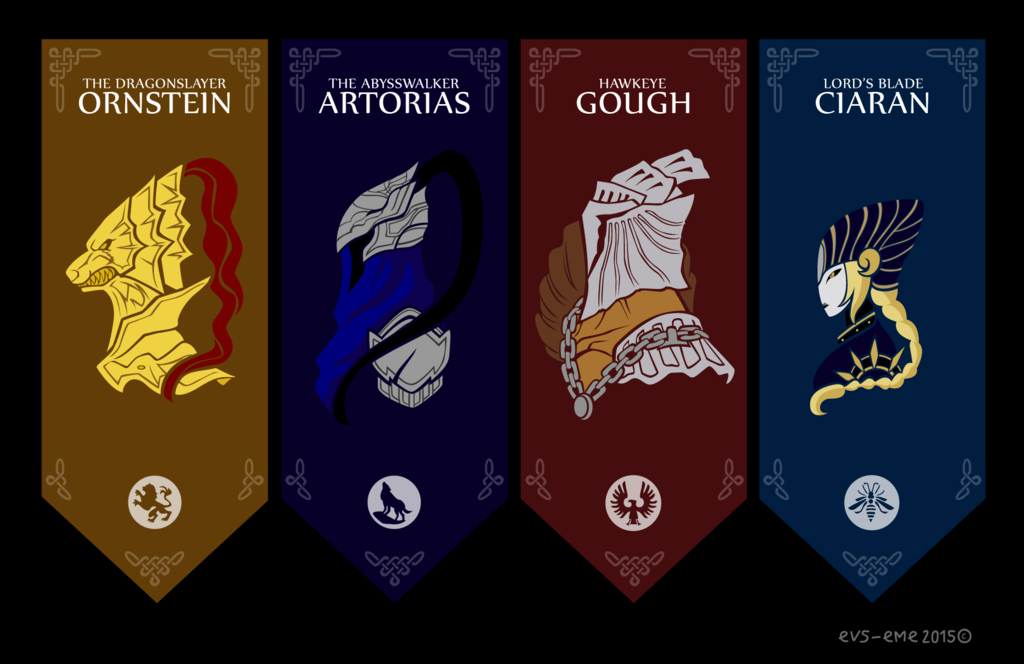 THE DRAGONSLAYER
ORNSTEIN
THE ABYSSWALKER
ARTORIAS
HAWKEYE
GOUGH
LORD'S BLADE
CIARAN
evs-eme 2015©